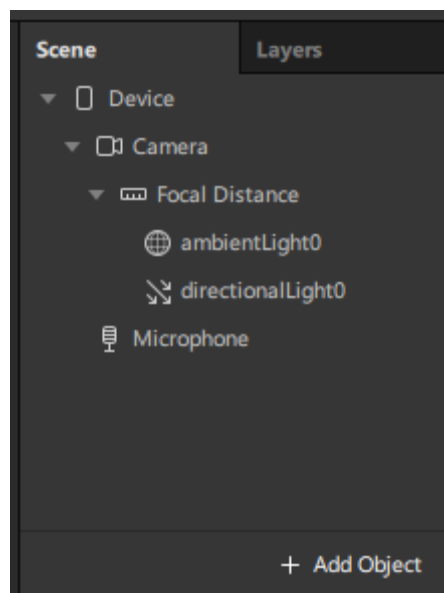 Scene Layers
Device
Camera
Focal Distance
ambientLight0
directionalLight0
Microphone
+ Add Object